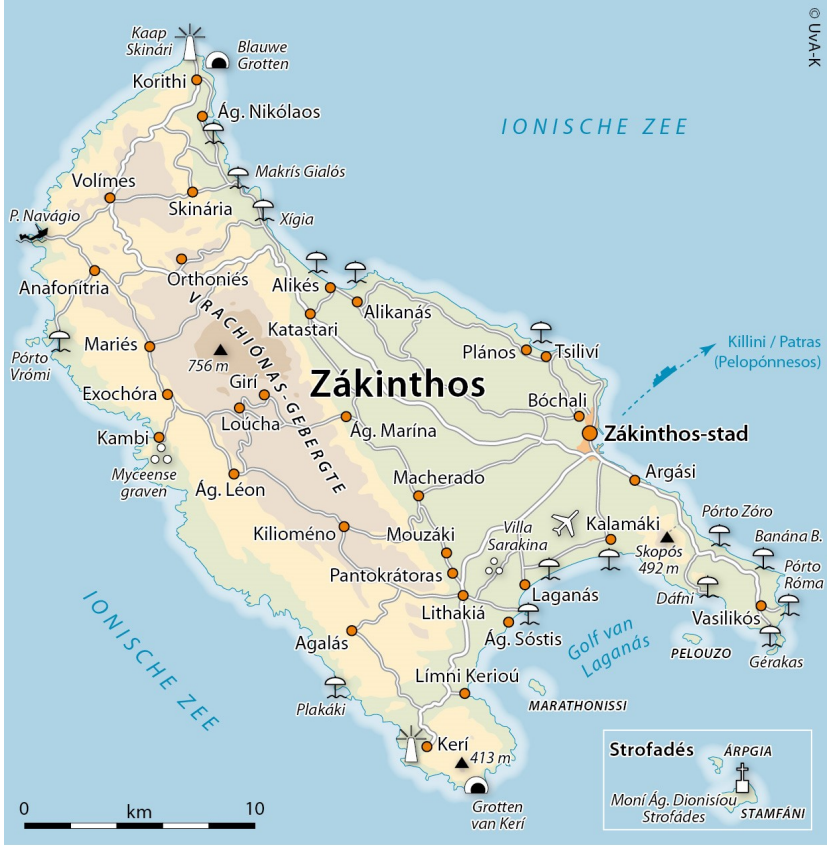 © UvA-K
Kaap
Skinári
Blauwe
Grotten
Korithi
Ág. Nikólaos
IONISCHE ZEE
Makrís Gialós
Volímes
Skinária
P. Navágio
Xígia
Orthoniés
Anafonítria
Alikés
Alikanás
Katastari
VRACHIÓNAS-GEBERGTE
Mariés
756 m
Pórto
Vrómi
Plános
Tsiliví
Killini / Patras
(Pelopónnesos)
Zákinthos
Girí
Exochóra
Loúcha
Bóchali
Ág. Marína
Zákinthos-stad
Kambi
Myceense
graven
Ág. Léon
Macherado
Argási
Kilioméno
Mouzáki
Villa
Sarakina
Kalamáki
Pórto Zóro
Skopós
492 m
Banána B.
Pórto
Róma
Pantokrátoras
Laganás
Dáfni
Lithakiá
Vasilikós
Ág. Sóstis
Golf van
Laganás
PELOUZO
Gérakas
IONISCHE ZEE
Agalás
Límni Kerioú
MARATHONISSI
Plakáki
Kerí
413 m
Grotten
van Kerí
Strofadés
ÁRPGIA
Moní Ág. Dionisíou
Strofádes
STAMFÁNI
0 km 10